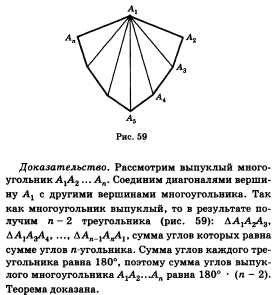 A₁
Aₙ
A₂
A₃
A₄
A₅
Рис. 59
Доказательство. Рассмотрим выпуклый много-
угольник A₁A₂ ... Aₙ. Соединим диагоналями верши-
ну A₁ с другими вершинами многоугольника. Так
как многоугольник выпуклый, то в результате по-
лучим n – 2 треугольника (рис. 59): ΔA₁A₂A₃,
ΔA₁A₃A₄, ..., ΔAₙ₋₁AₙA₁, сумма углов которых равна
сумме углов n-угольника. Сумма углов каждого тре-
угольника равна 180°, поэтому сумма углов выпук-
лого многоугольника A₁A₂...Aₙ равна 180° · (n – 2).
Теорема доказана.